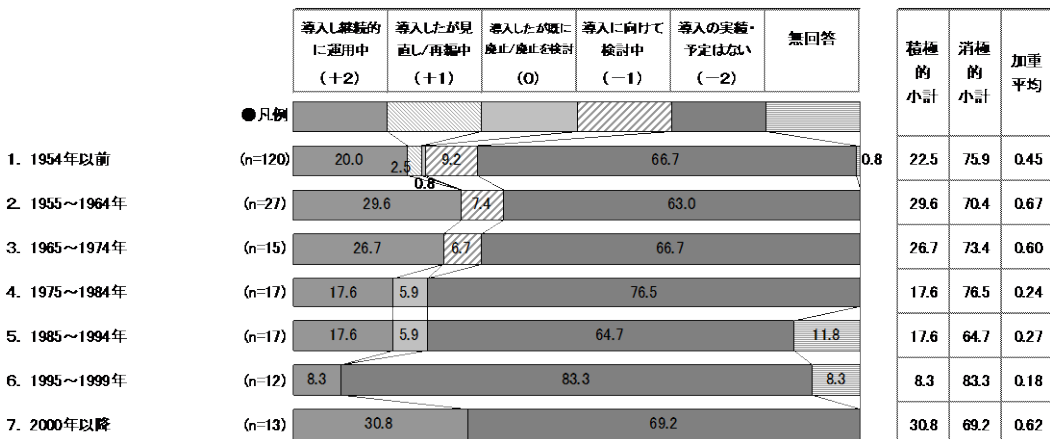 導入し継続的に運用中(+2) 導入したが見直し/再編中(+1) 導入したが既に廃止/廃止を検討(0) 導入に向けて検討中(−1) 導入の実績・予定はない(−2) 無回答 積極的小計 消極的小計 加重平均
●凡例
1. 1954年以前 (n=120) 20.0 2.5 0.8 9.2 66.7 0.8 22.5 75.9 0.45
2. 1955～1964年 (n=27) 29.6 7.4 63.0 29.6 70.4 0.67
3. 1965～1974年 (n=15) 26.7 6.7 66.7 26.7 73.4 0.60
4. 1975～1984年 (n=17) 17.6 5.9 76.5 17.6 76.5 0.24
5. 1985～1994年 (n=17) 17.6 5.9 64.7 11.8 17.6 64.7 0.27
6. 1995～1999年 (n=12) 8.3 83.3 8.3 8.3 83.3 0.18
7. 2000年以降 (n=13) 30.8 69.2 30.8 69.2 0.62